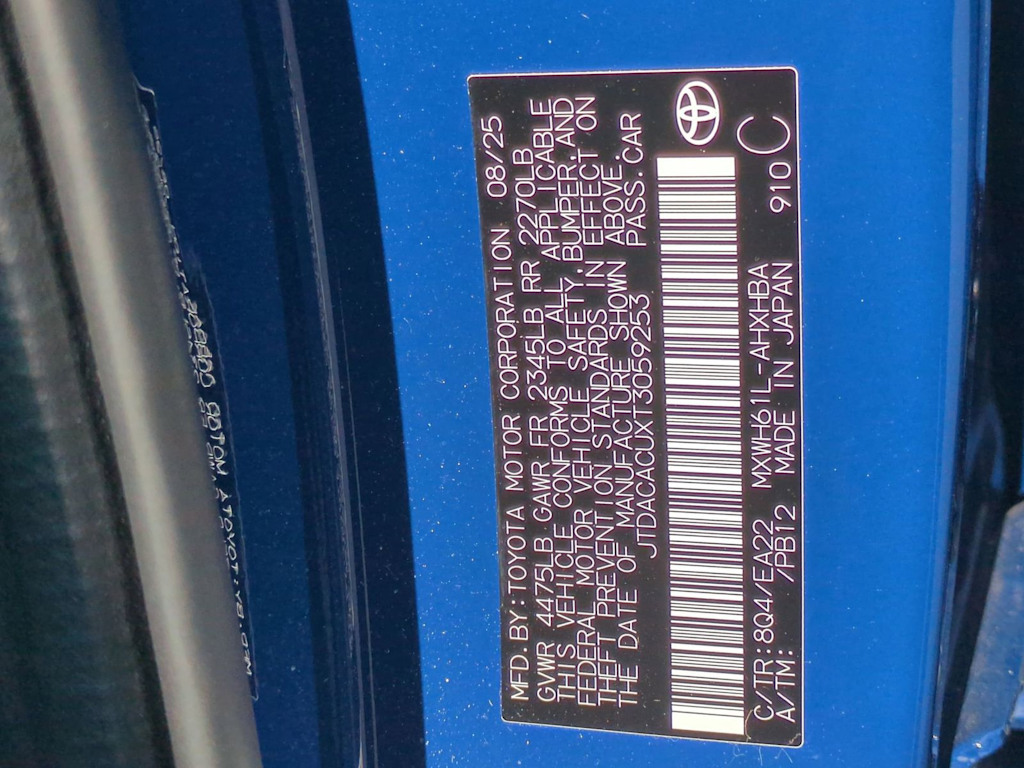 MFD.BY:TOYOTA MOTOR CORPORATION 08/25
GVWR 4475LB GAWR FR 2345LB RR 2270LB
THIS VEHICLE CONFORMS TO ALL APPLICABLE
FEDERAL MOTOR VEHICLE SAFETY,BUMPER,AND
THEFT PREVENTION STANDARDS IN EFFECT ON
THE DATE OF MANUFACTURE SHOWN ABOVE.
JTDACACUXT3059253 PASS.CAR
C/TR:8Q4/EA22 MXWH61L-AHXHBA 910 C
A/TM: /PB12 MADE IN JAPAN